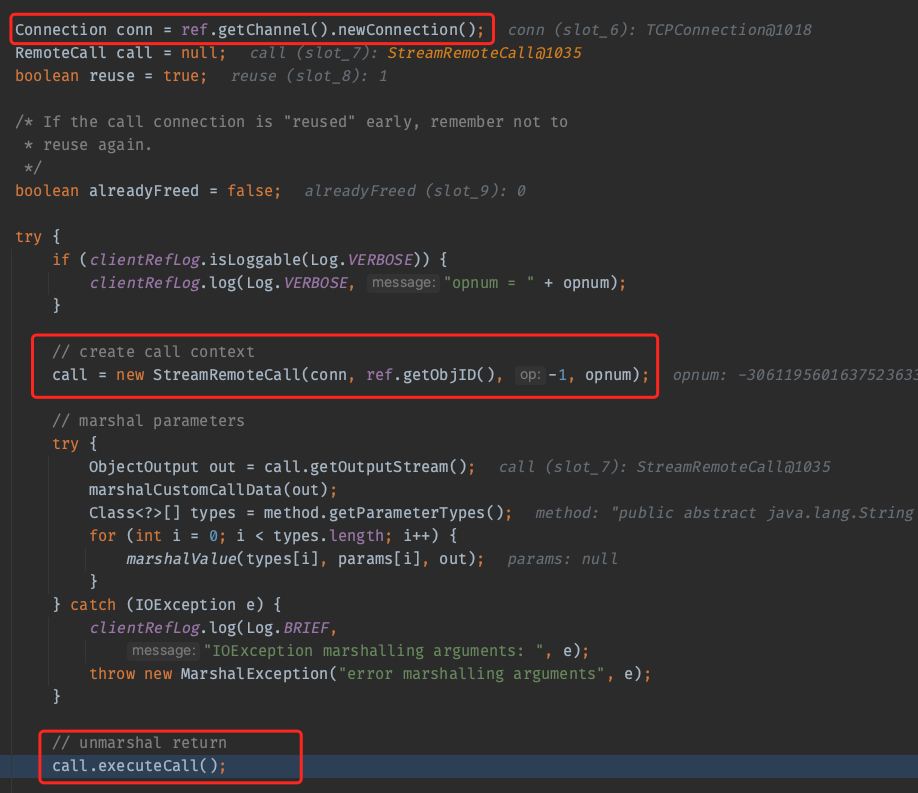 Connection conn = ref.getChannel().newConnection();  conn (slot_6): TCPConnection@1018
RemoteCall call = null;  call (slot_7): StreamRemoteCall@1035
boolean reuse = true;  reuse (slot_8): 1
/* If the call connection is "reused" early, remember not to
 * reuse again.
 */
boolean alreadyFreed = false;  alreadyFreed (slot_9): 0
try {
    if (clientRefLog.isLoggable(Log.VERBOSE)) {
        clientRefLog.log(Log.VERBOSE, message: "opnum = " + opnum);
    }
    // create call context
    call = new StreamRemoteCall(conn, ref.getObjID(), op: -1, opnum);  opnum: -3061195601637523633
    // marshal parameters
    try {
        ObjectOutput out = call.getOutputStream();  call (slot_7): StreamRemoteCall@1035
        marshalCustomCallData(out);
        Class<?>[] types = method.getParameterTypes();  method: "public abstract java.lang.String
        for (int i = 0; i < types.length; i++) {
            marshalValue(types[i], params[i], out);  params: null
        }
    } catch (IOException e) {
        clientRefLog.log(Log.BRIEF,
            message: "IOException marshalling arguments: ", e);
        throw new MarshalException("error marshalling arguments", e);
    }
    // unmarshal return
    call.executeCall();